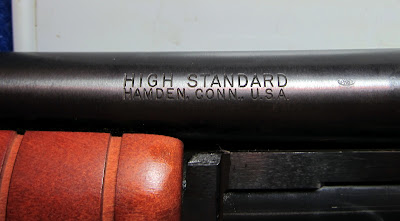 HIGH STANDARD
HAMDEN, CONN., U.S.A.